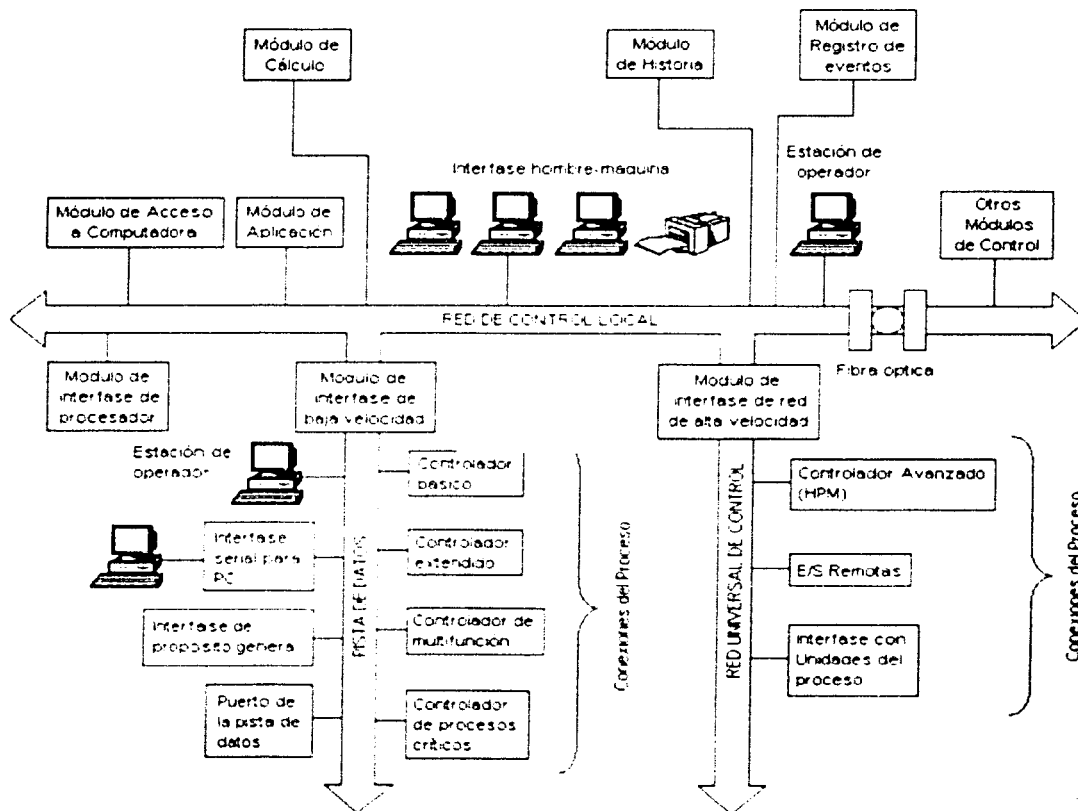 Módulo de
Cálculo
Módulo
de Historia
Módulo de
Registro de
eventos
Interfase hombre-maquina
Estación de
operador
Módulo de Acceso
a Computadora
Módulo de
Aplicación
Otros
Módulos
de Control
RED DE CONTROL LOCAL
Fibra optica
Modulo de
interfase de
procesador
Modulo de
interfase de
baja velocidad
Modulo de
interfase de red
de alta velocidad
Estación de
operador
Controlador
basico
Interfase
serial para
PC
Controlador
extendido
Interfase de
proposito genera
Controlador de
multifunción
Puerto de
la pista de
datos
Controlador
de procesos
críticos
PISTA DE DATOS
Conexiones del Proceso
RED UNIVERSAL DE CONTROL
Controlador Avanzado
(HPM)
E/S Remotas
Interfase con
Unidades del
proceso
Conexiones del Proceso